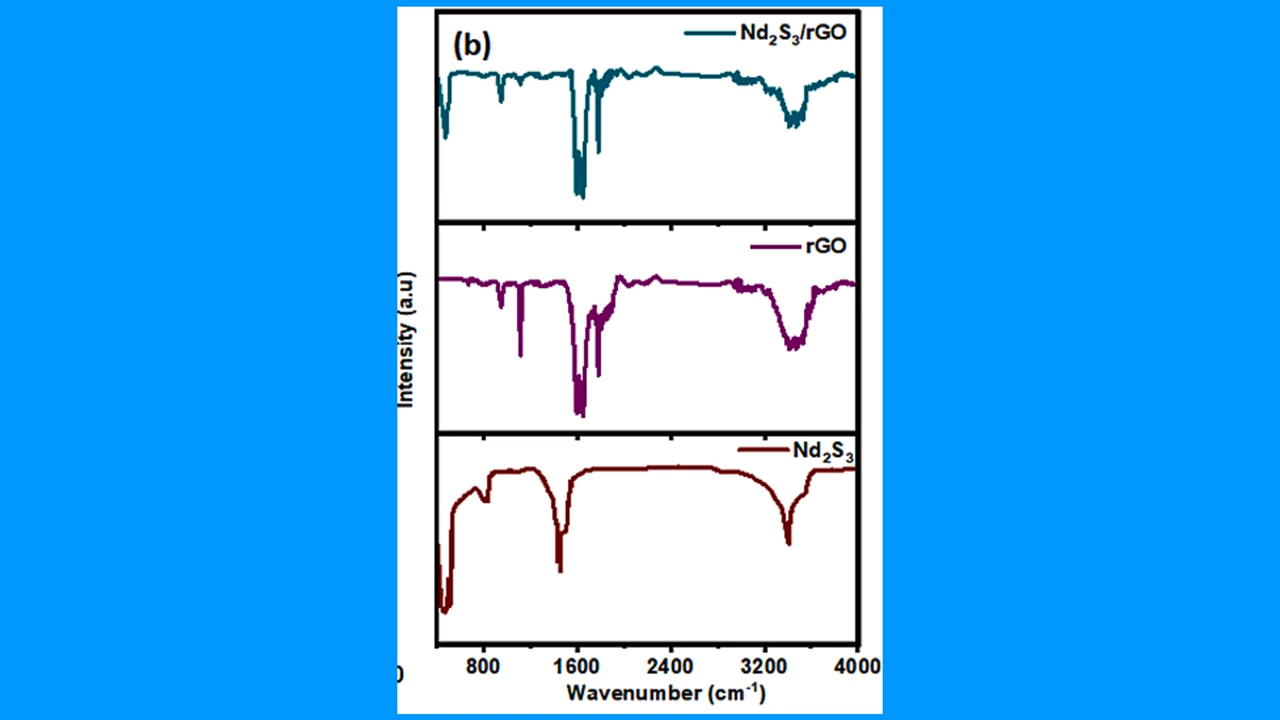 (b)
Nd₂S₃/rGO
rGO
Nd₂S₃
Intensity (a.u)
800 1600 2400 3200 4000
Wavenumber (cm⁻¹)